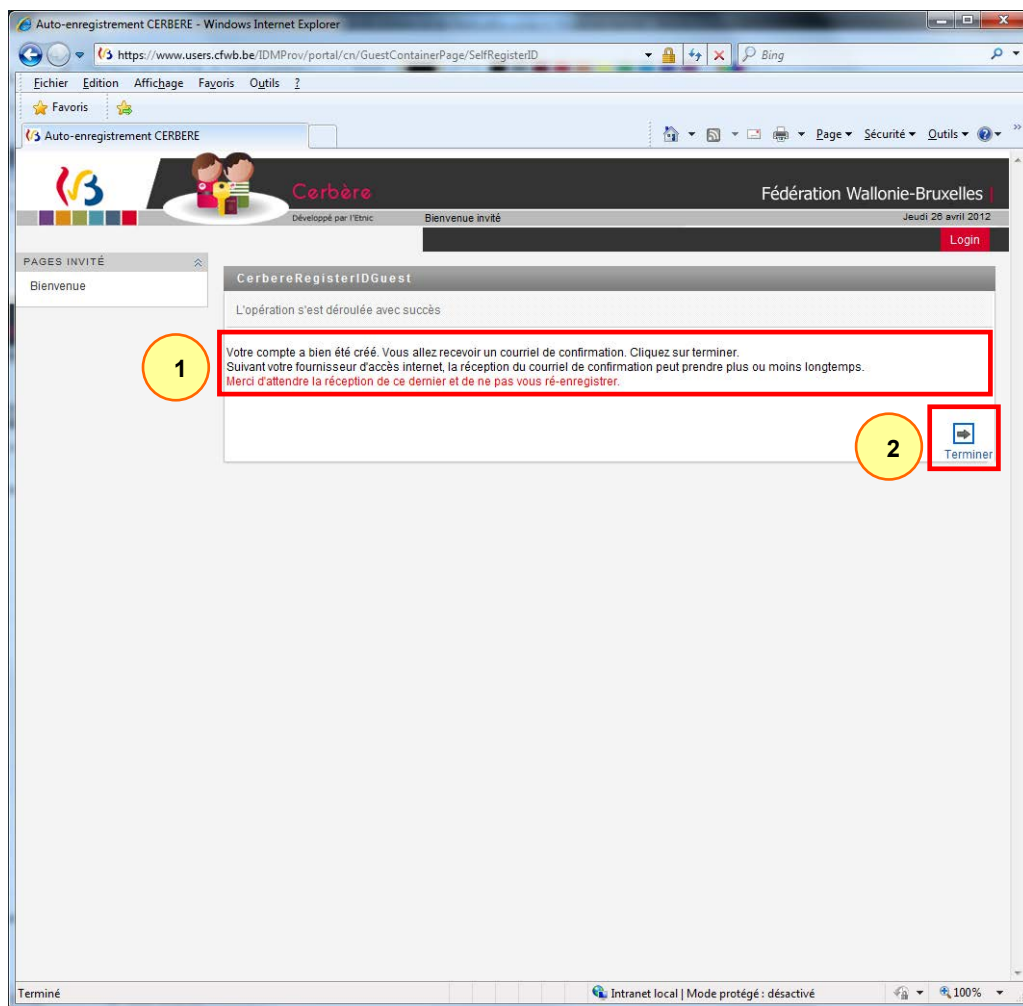 Auto-enregistrement CERBERE - Windows Internet Explorer
https://www.users.cfwb.be/IDMProv/portal/cn/GuestContainerPage/SelfRegisterID
Bing
Fichier Edition Affichage Favoris Outils ?
Favoris
Auto-enregistrement CERBERE
Page Sécurité Outils
Cerbère
Fédération Wallonie-Bruxelles
Développé par l'Etnic
Bienvenue invité
Jeudi 26 avril 2012
Login
PAGES INVITÉ
Bienvenue
CerbereRegisterIDGuest
L'opération s'est déroulée avec succès
1
Votre compte a bien été créé. Vous allez recevoir un courriel de confirmation. Cliquez sur terminer.
Suivant votre fournisseur d'accès internet, la réception du courriel de confirmation peut prendre plus ou moins longtemps.
Merci d'attendre la réception de ce dernier et de ne pas vous ré-enregistrer.
2
Terminer
Terminé
Intranet local | Mode protégé : désactivé
100%